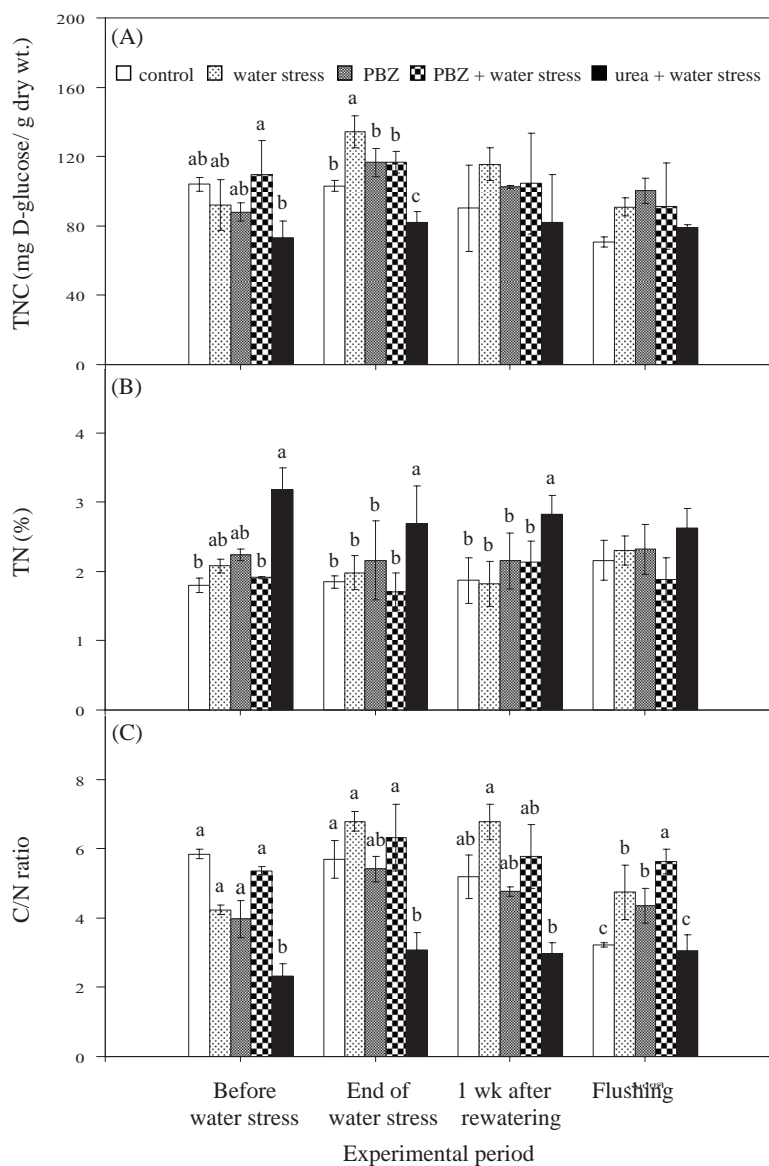 200
(A)
control water stress PBZ PBZ + water stress urea + water stress
160
a
a
ab ab
b b
120
ab
b
b
c
80
40
0
TNC (mg D-glucose/ g dry wt.)
(B)
4
a
a
a
3
ab ab
b
b
b
b
b b
b
b
b
b
2
1
0
TN (%)
(C)
8
a
a
a
a
a
ab
ab
a
6
ab
ab
b
a
a
b
4
b
b
b
c
c
2
0
C/N ratio
Before
water stress
End of
water stress
1 wk after
rewatering
Flushing
Experimental period